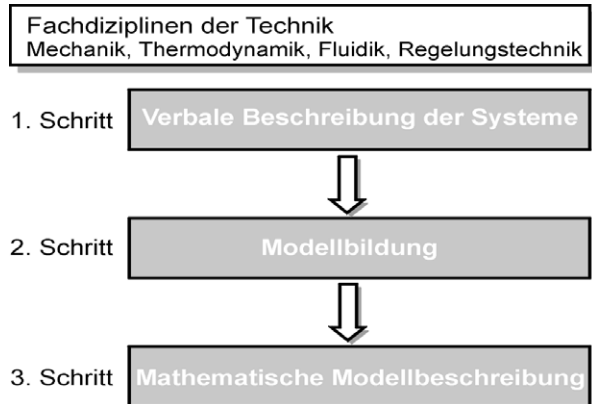 Fachdiziplinen der Technik
Mechanik, Thermodynamik, Fluidik, Regelungstechnik
1. Schritt Verbale Beschreibung der Systeme
2. Schritt Modellbildung
3. Schritt Mathematische Modellbeschreibung